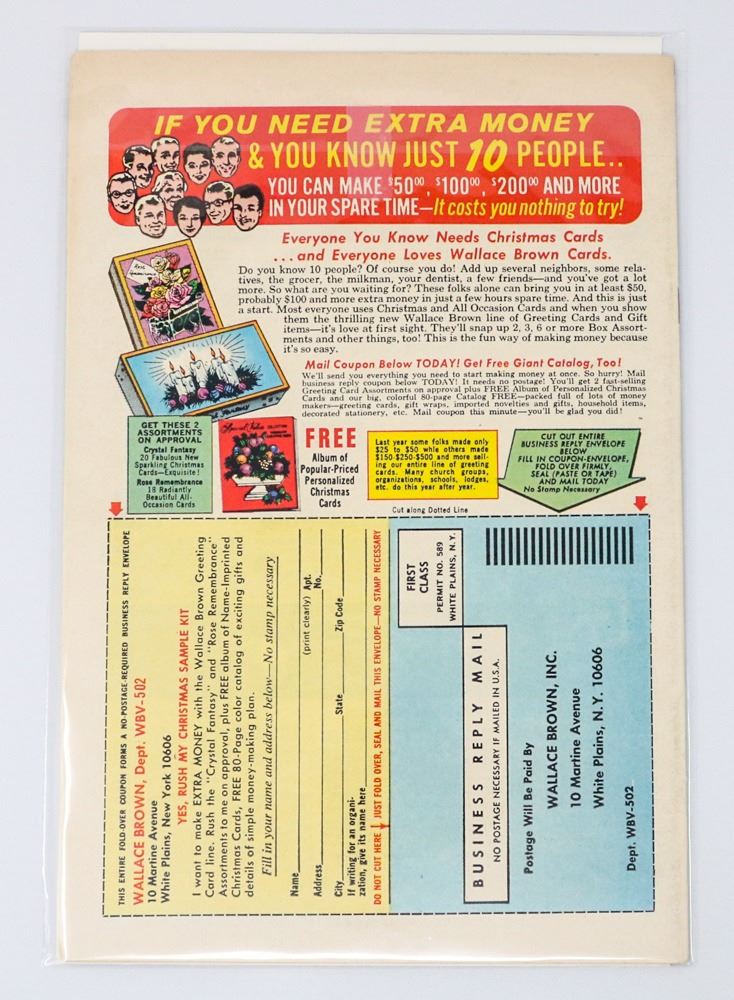 IF YOU NEED EXTRA MONEY
& YOU KNOW JUST 10 PEOPLE..
YOU CAN MAKE $50⁰⁰, $100⁰⁰, $200⁰⁰ AND MORE
IN YOUR SPARE TIME—It costs you nothing to try!
Everyone You Know Needs Christmas Cards
...and Everyone Loves Wallace Brown Cards.
Do you know 10 people? Of course you do! Add up several neighbors, some rela-
tives, the grocer, the milkman, your dentist, a few friends—and you've got a lot
more. So what are you waiting for? These folks alone can bring you in at least $50,
probably $100 and more extra money in just a few hours spare time. And this is just
a start. Most everyone uses Christmas and All Occasion Cards and when you show
them the thrilling new Wallace Brown line of Greeting Cards and Gift
items—it's love at first sight. They'll snap up 2, 3, 6 or more Box Assort-
ments and other things, too! This is the fun way of making money because
it's so easy.
Mail Coupon Below TODAY! Get Free Giant Catalog, Too!
We'll send you everything you need to start making money at once. So hurry! Mail
business reply coupon below TODAY! It needs no postage! You'll get 2 fast-selling
Greeting Card Assortments on approval plus FREE Album of Personalized Christmas
Cards and our big, colorful 80-page Catalog FREE—packed full of lots of money
makers—greeting cards, gift wraps, imported novelties and gifts, household items,
decorated stationery, etc. Mail coupon this minute—you'll be glad you did!
GET THESE 2
ASSORTMENTS
ON APPROVAL
Crystal Fantasy
20 Fabulous New
Sparkling Christmas
Cards—Exquisite!
Rose Remembrance
18 Radiantly
Beautiful All-
Occasion Cards
FREE
Album of
Popular-Priced
Personalized
Christmas
Cards
Last year some folks made only
$25 to $50 while others made
$150-$250-$500 and more sell-
ing our entire line of greeting
cards. Many church groups,
organizations, schools, lodges,
etc. do this year after year.
CUT OUT ENTIRE
BUSINESS REPLY ENVELOPE
BELOW
FILL IN COUPON-ENVELOPE,
FOLD OVER FIRMLY,
SEAL (PASTE OR TAPE)
AND MAIL TODAY
No Stamp Necessary
Cut along Dotted Line
THIS ENTIRE FOLD-OVER COUPON FORMS A NO-POSTAGE-REQUIRED BUSINESS REPLY ENVELOPE
WALLACE BROWN, Dept. WBV-502
10 Martine Avenue
White Plains, New York 10606
YES, RUSH MY CHRISTMAS SAMPLE KIT
I want to make EXTRA MONEY with the Wallace Brown Greeting
Card line. Rush the "Crystal Fantasy" and "Rose Remembrance"
Assortments to me on approval, plus FREE album of Name-Imprinted
Christmas Cards, FREE 80-Page color catalog of exciting gifts and
details of simple money-making plan.
Fill in your name and address below—No stamp necessary
Name
(print clearly)
Address Apt. No.
City State Zip Code
If writing for an organi-
zation, give its name here
DO NOT CUT HERE JUST FOLD OVER, SEAL AND MAIL THIS ENVELOPE—NO STAMP NECESSARY
FIRST
CLASS
PERMIT NO. 589
WHITE PLAINS, N.Y.
BUSINESS REPLY MAIL
NO POSTAGE NECESSARY IF MAILED IN U.S.A.
Postage Will Be Paid By
WALLACE BROWN, INC.
10 Martine Avenue
White Plains, N.Y. 10606
Dept. WBV-502